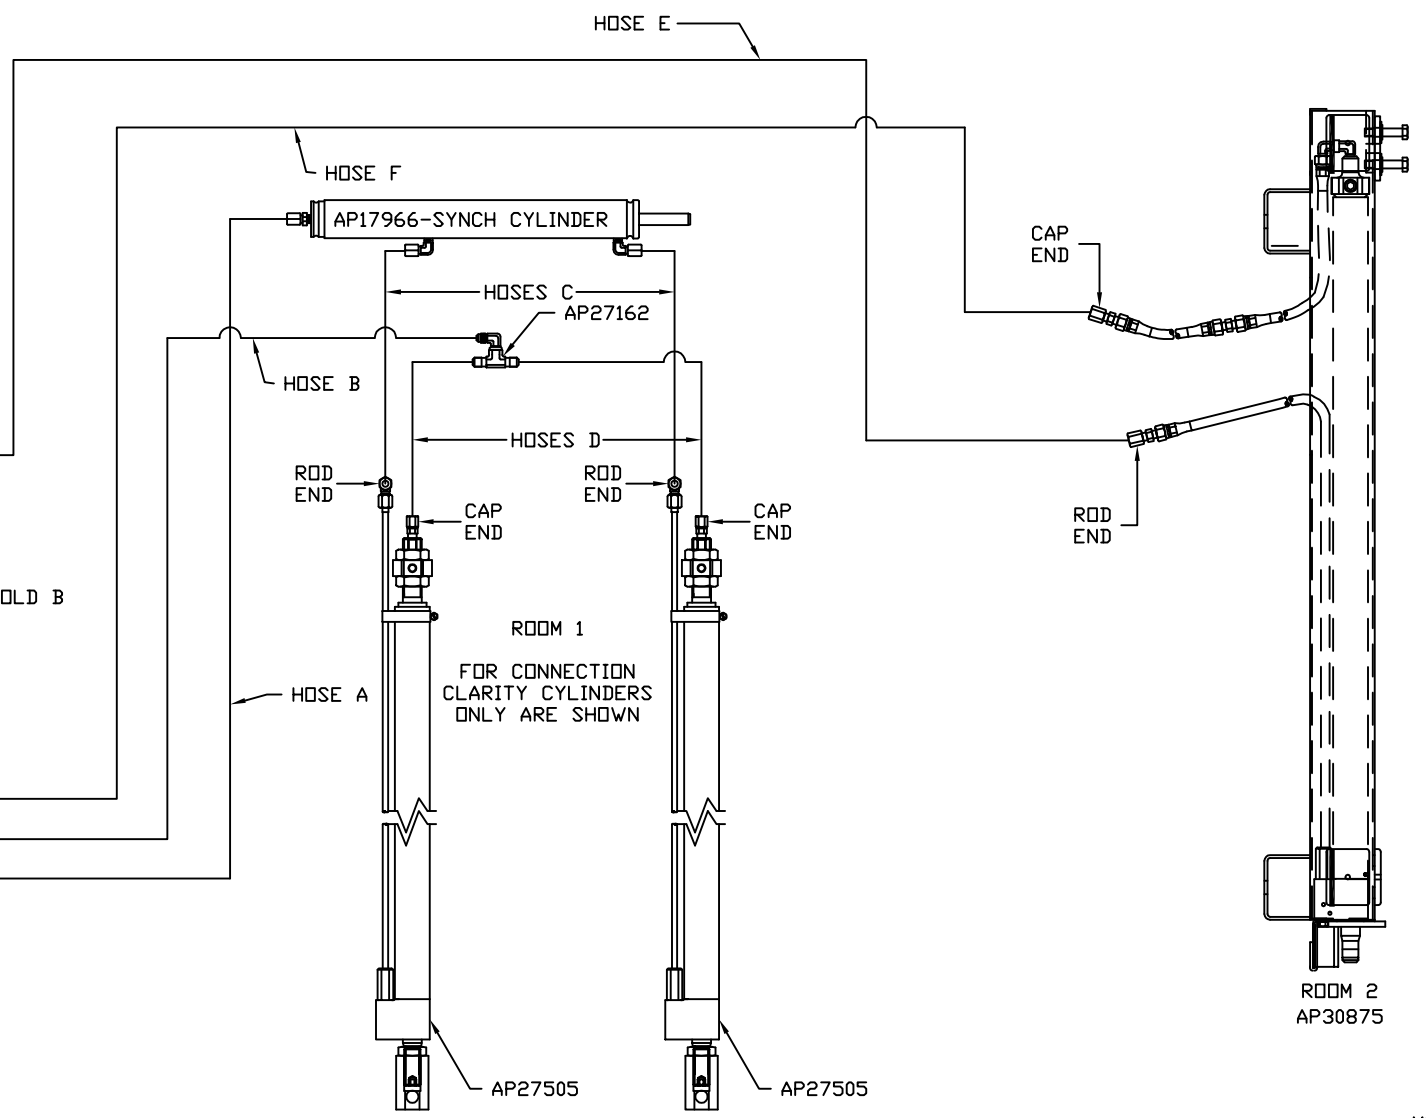 HOSE E
HOSE F
AP17966-SYNCH CYLINDER
CAP
END
HOSES C
AP27162
HOSE B
HOSES D
ROD
END
ROD
END
CAP
END
CAP
END
ROD
END
OLD B
ROOM 1
FOR CONNECTION
CLARITY CYLINDERS
ONLY ARE SHOWN
HOSE A
ROOM 2
AP30875
AP27505
AP27505